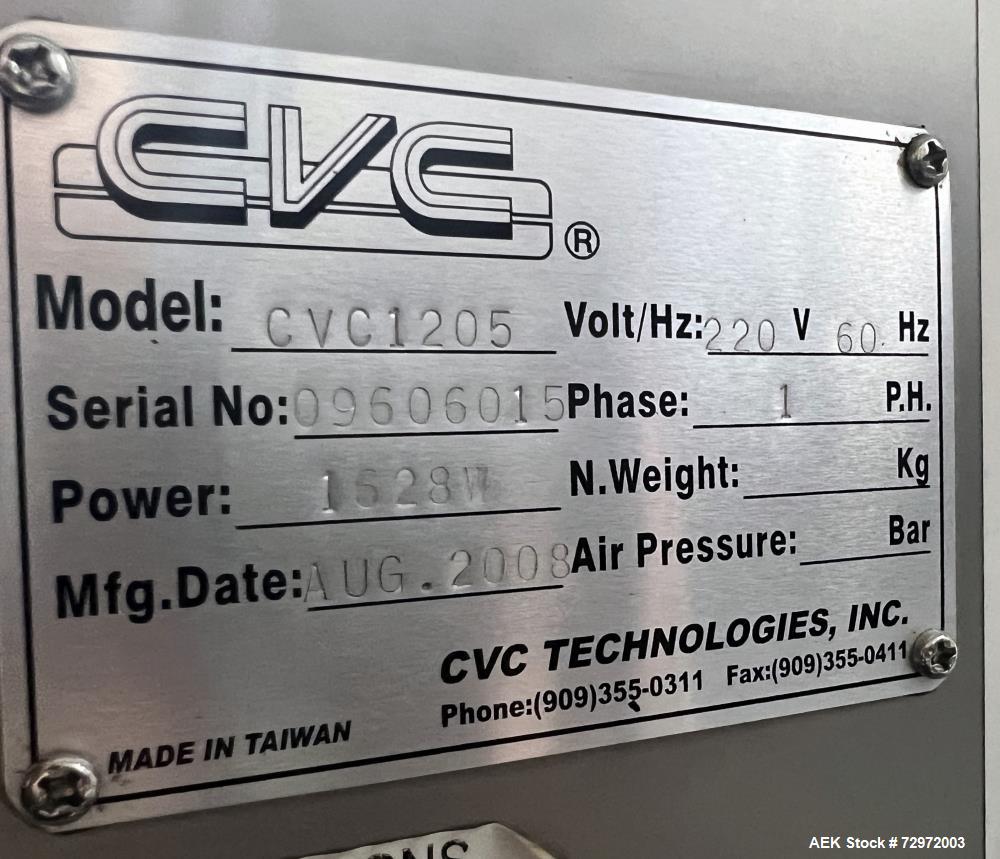 CVC ®
Model: CVC1205 Volt/Hz: 220 V 60 Hz
Serial No: 09606015 Phase: 1 P.H.
Power: 1628W N.Weight: Kg
Mfg.Date: AUG.2008 Air Pressure: Bar
CVC TECHNOLOGIES, INC.
Phone:(909)355-0311 Fax:(909)355-0411
MADE IN TAIWAN
AEK Stock # 72972003